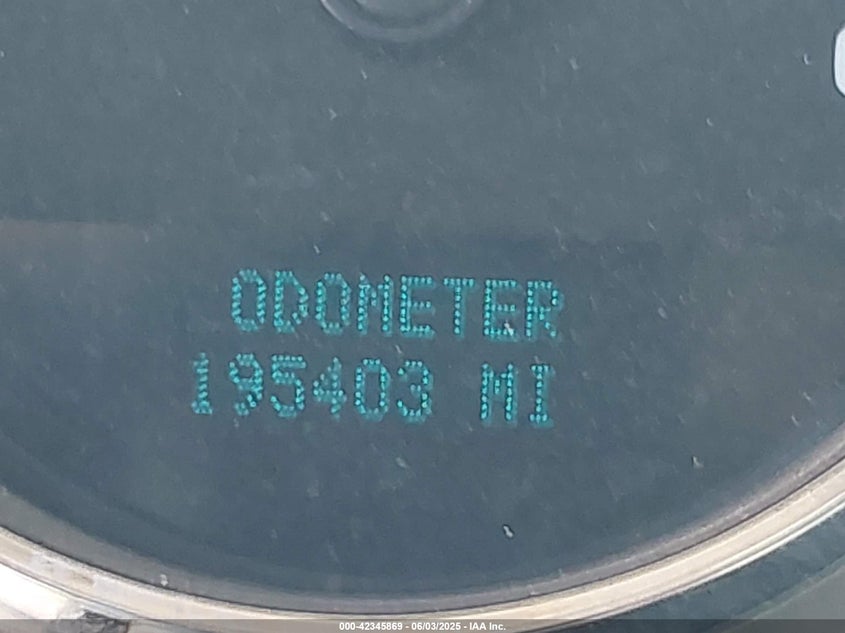 ODOMETER
195403 MI
000-42345869 - 06/03/2025 - IAA Inc.